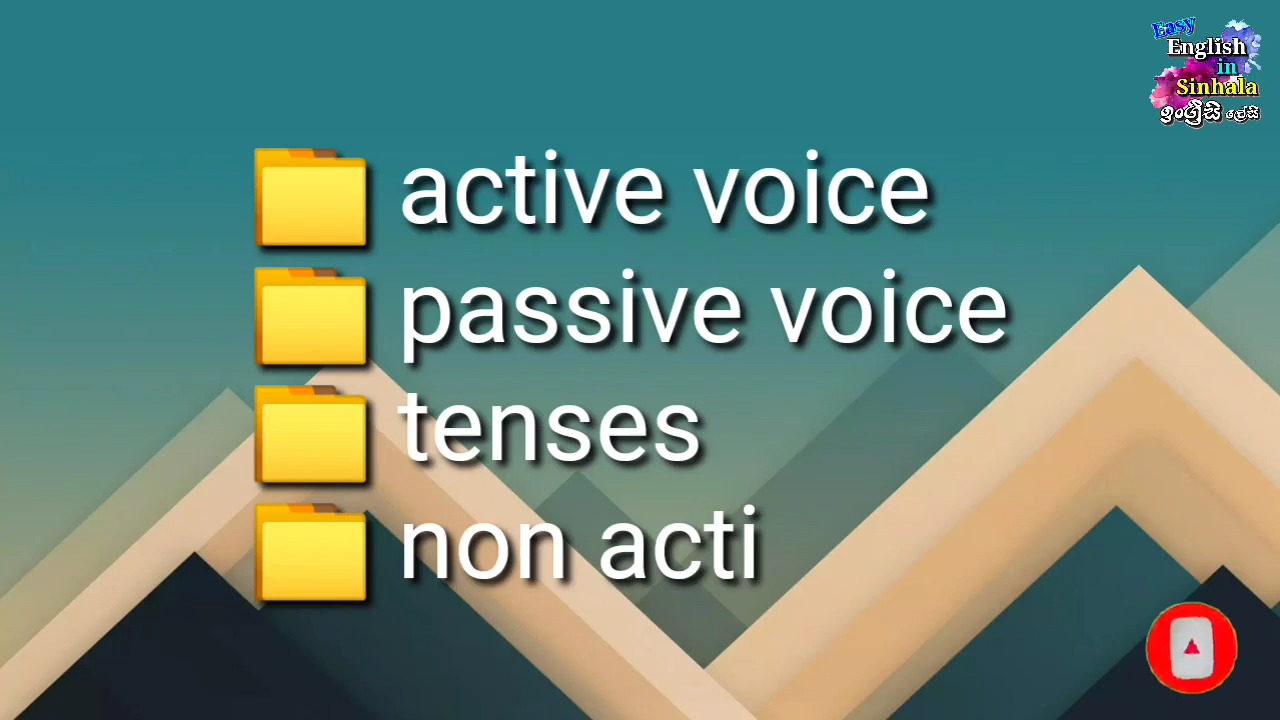 Easy
English
in
Sinhala
ඉංග්‍රීසි ලේසි
active voice
passive voice
tenses
non acti